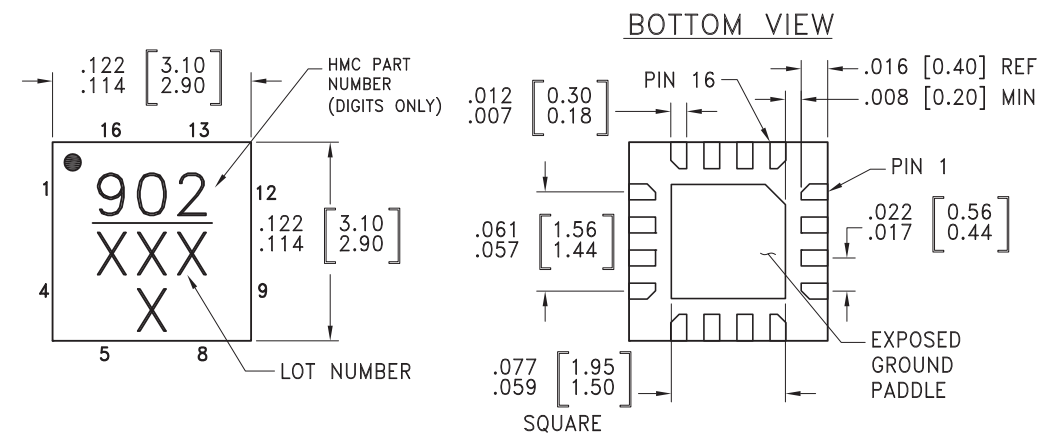 BOTTOM VIEW
.122 [3.10]
.114 [2.90]
HMC PART
NUMBER
(DIGITS ONLY)
16 13
1
902
XXX
X
12
.122 [3.10]
.114 [2.90]
4
9
5 8
LOT NUMBER
PIN 16
.016 [0.40] REF
.008 [0.20] MIN
.012 [0.30]
.007 [0.18]
PIN 1
.022 [0.56]
.017 [0.44]
.061 [1.56]
.057 [1.44]
EXPOSED
GROUND
PADDLE
.077 [1.95]
.059 [1.50]
SQUARE